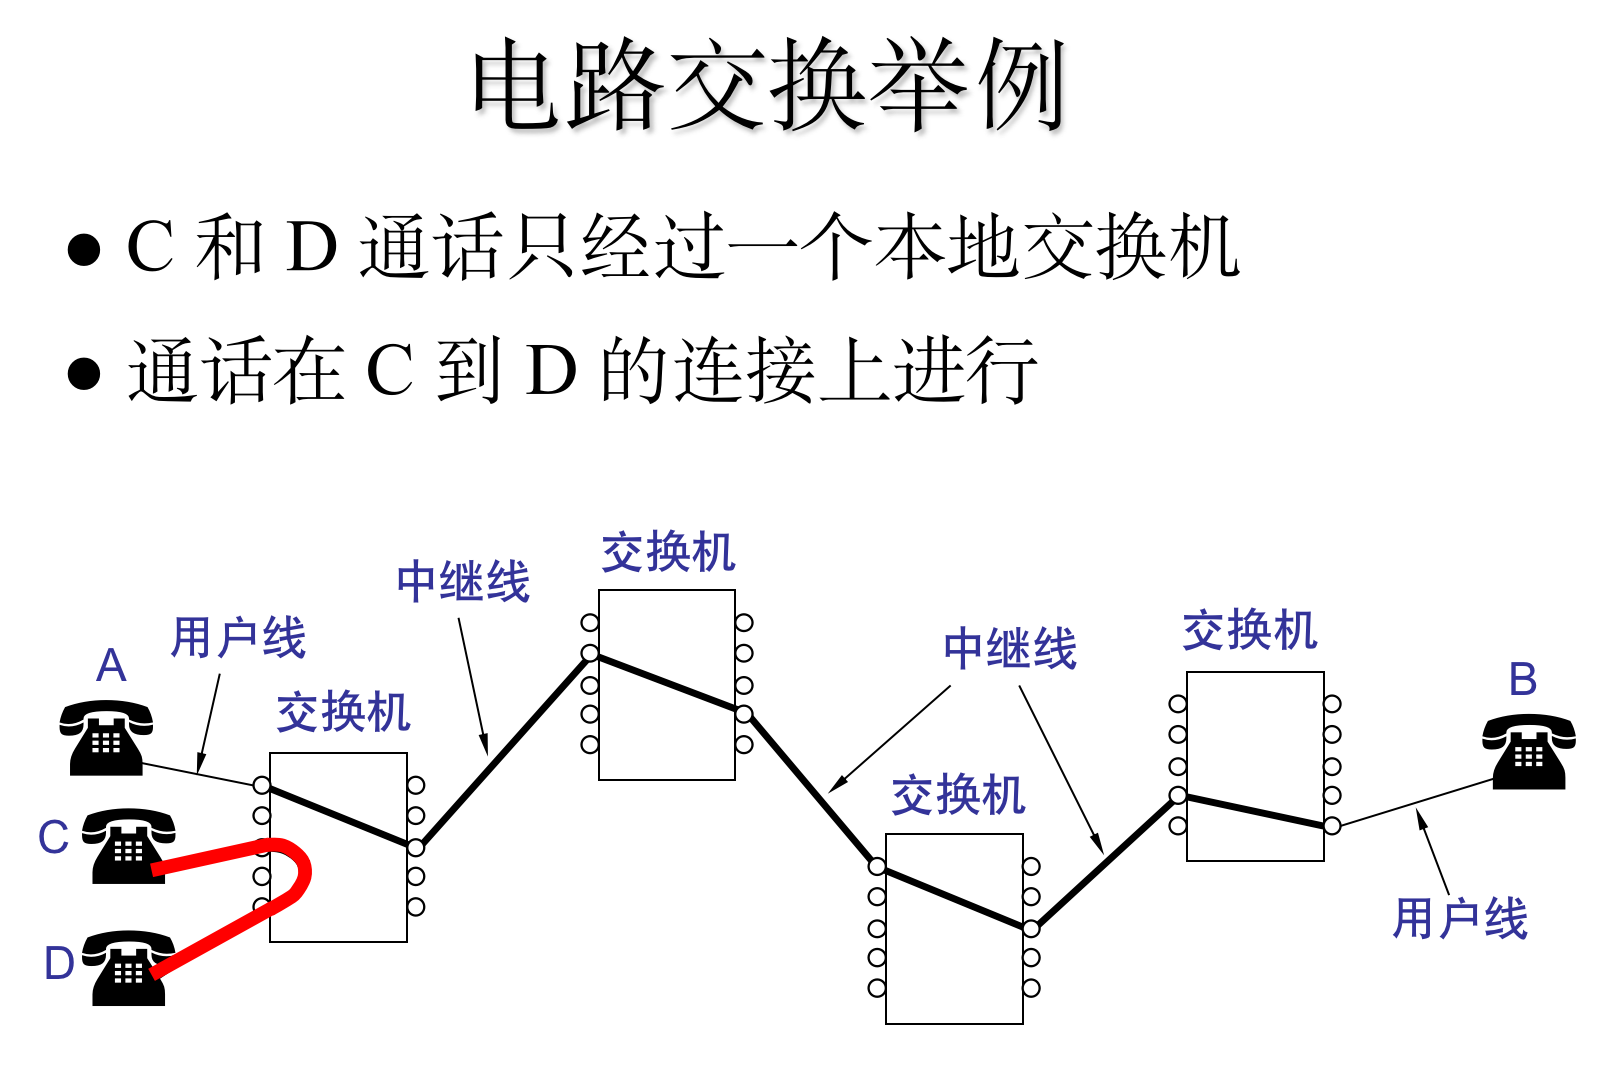 电路交换举例
● C 和 D 通话只经过一个本地交换机
● 通话在 C 到 D 的连接上进行
交换机
中继线
用户线
交换机
中继线
A
交换机
B
交换机
C
用户线
D